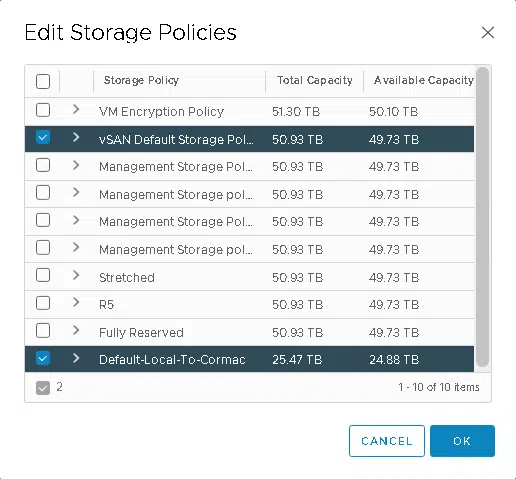 Edit Storage Policies
Storage Policy Total Capacity Available Capacity
VM Encryption Policy 51.30 TB 50.10 TB
vSAN Default Storage Pol... 50.93 TB 49.73 TB
Management Storage Pol... 50.93 TB 49.73 TB
Management Storage pol... 50.93 TB 49.73 TB
Management Storage Pol... 50.93 TB 49.73 TB
Management Storage pol... 50.93 TB 49.73 TB
Stretched 50.93 TB 49.73 TB
R5 50.93 TB 49.73 TB
Fully Reserved 50.93 TB 49.73 TB
Default-Local-To-Cormac 25.47 TB 24.88 TB
2 1 - 10 of 10 items
CANCEL OK